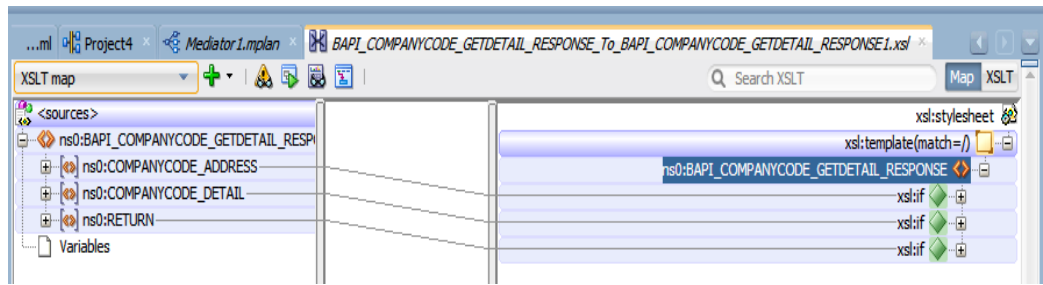 ...ml Project4 Mediator1.mplan BAPI_COMPANYCODE_GETDETAIL_RESPONSE_To_BAPI_COMPANYCODE_GETDETAIL_RESPONSE1.xsl
XSLT map Search XSLT Map XSLT
<sources> xsl:stylesheet
ns0:BAPI_COMPANYCODE_GETDETAIL_RESP xsl:template(match=/)
ns0:COMPANYCODE_ADDRESS ns0:BAPI_COMPANYCODE_GETDETAIL_RESPONSE
ns0:COMPANYCODE_DETAIL xsl:if
ns0:RETURN xsl:if
Variables xsl:if